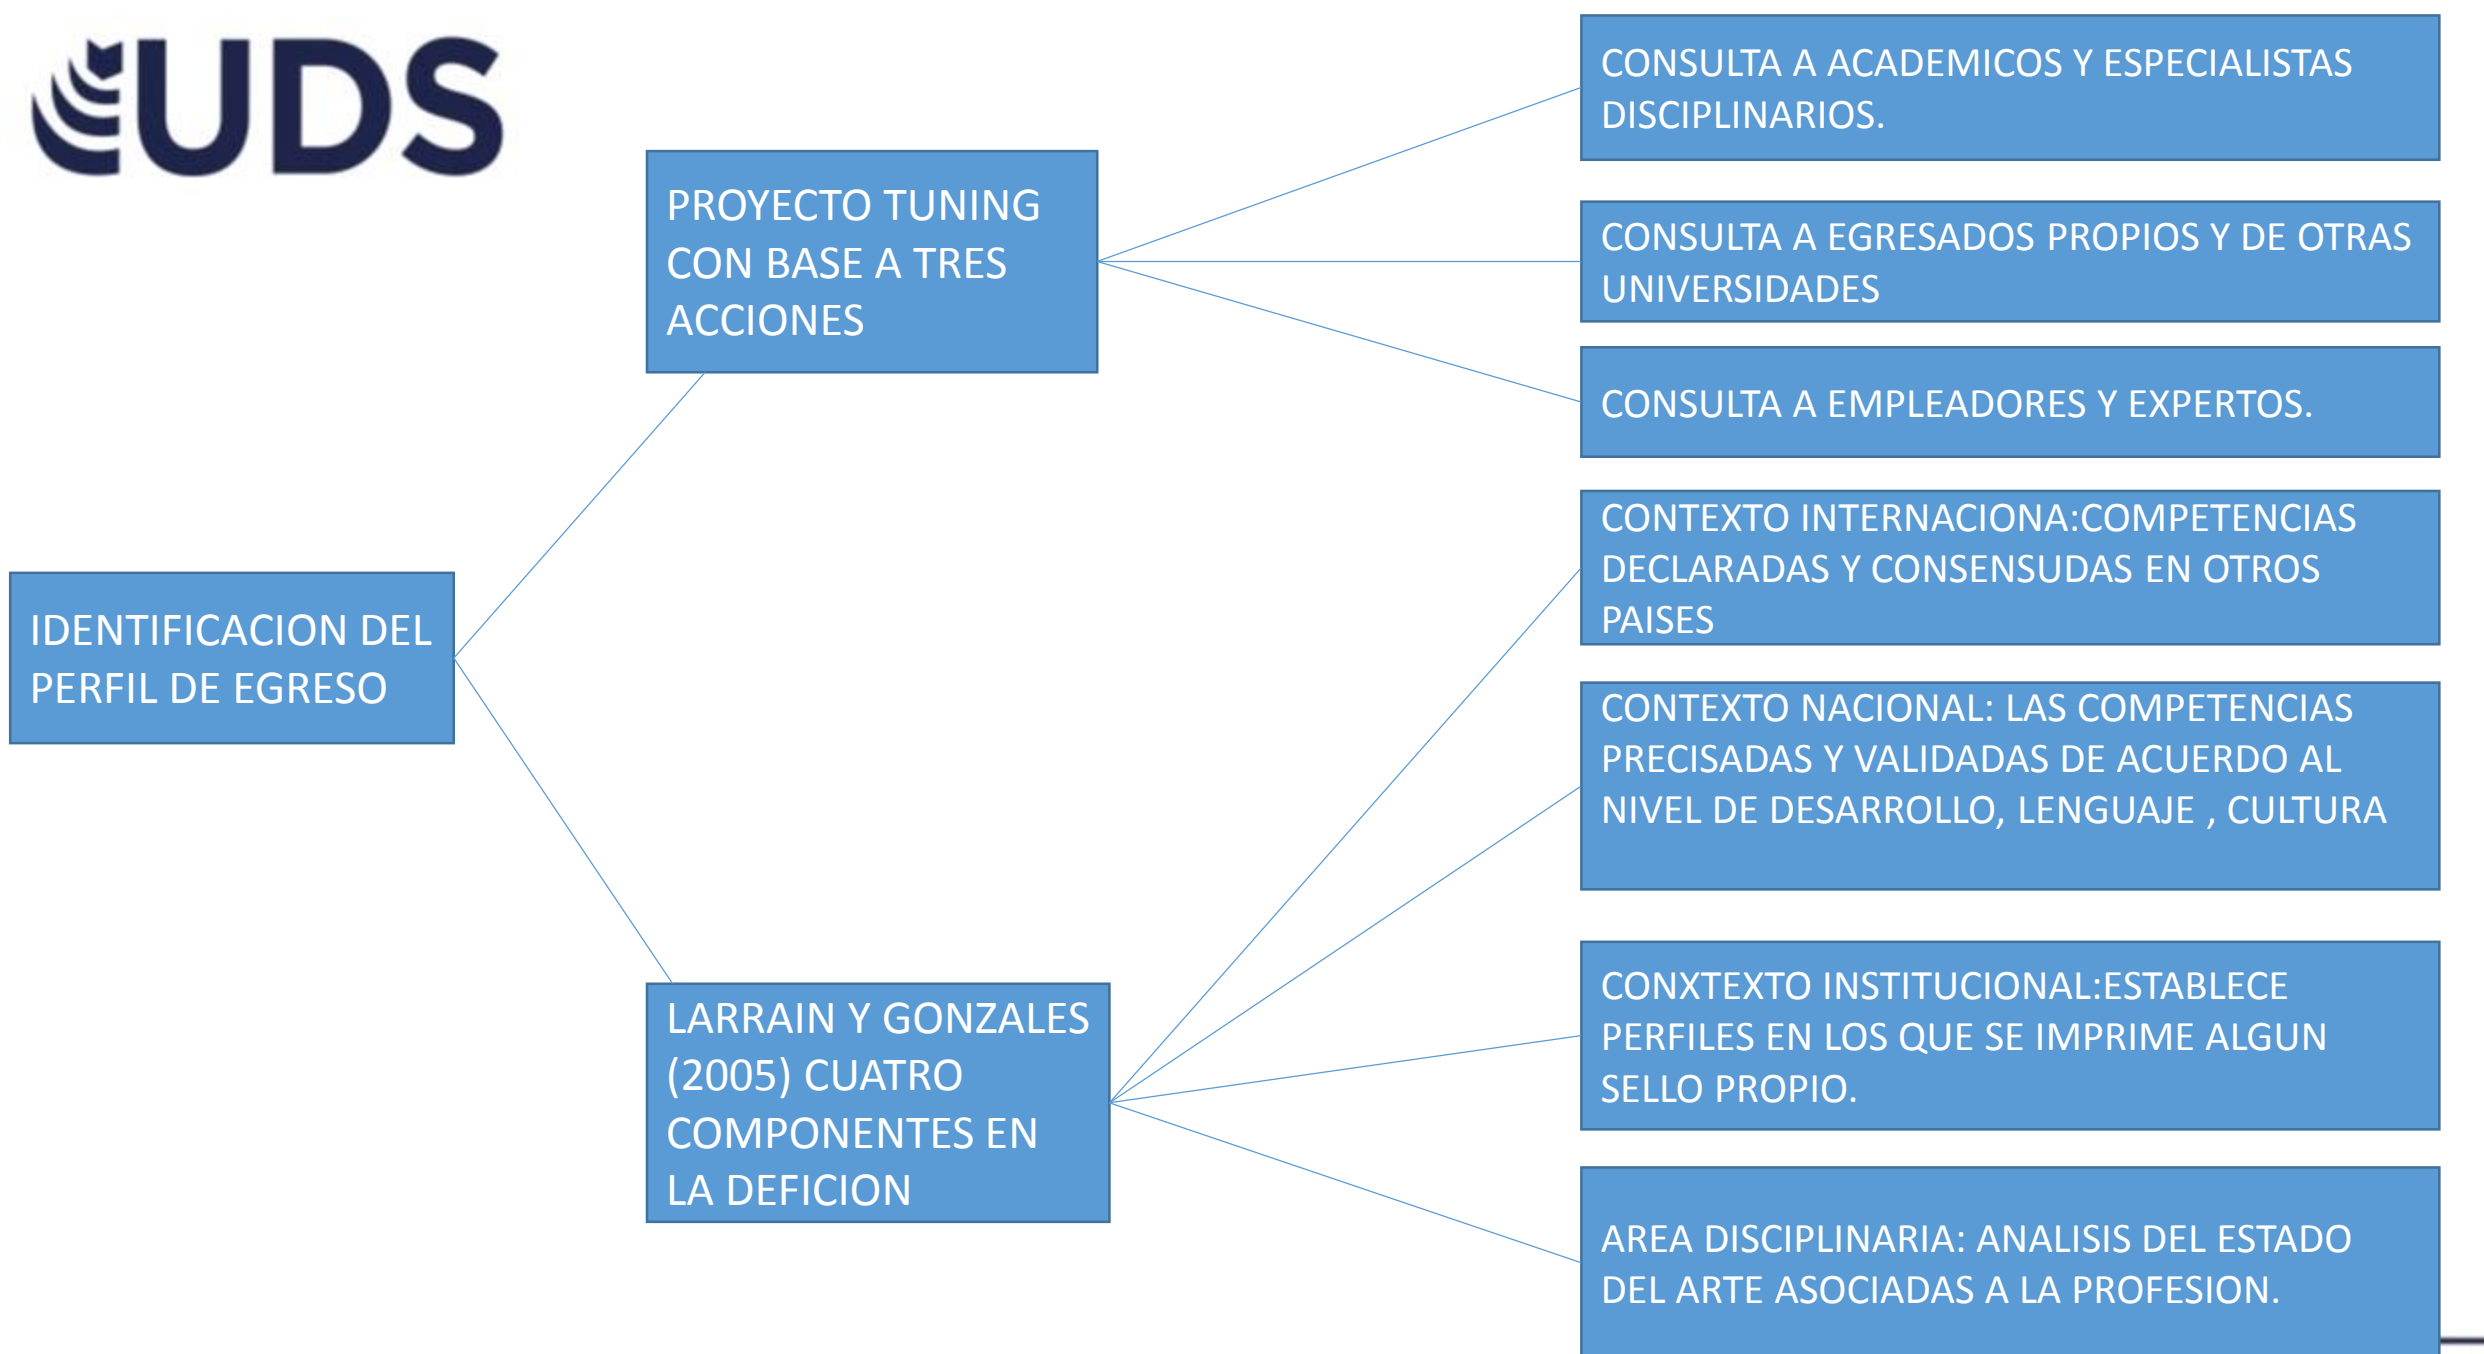 UDS
IDENTIFICACION DEL
PERFIL DE EGRESO
PROYECTO TUNING
CON BASE A TRES
ACCIONES
CONSULTA A ACADEMICOS Y ESPECIALISTAS
DISCIPLINARIOS.
CONSULTA A EGRESADOS PROPIOS Y DE OTRAS
UNIVERSIDADES
CONSULTA A EMPLEADORES Y EXPERTOS.
LARRAIN Y GONZALES
(2005) CUATRO
COMPONENTES EN
LA DEFICION
CONTEXTO INTERNACIONA:COMPETENCIAS
DECLARADAS Y CONSENSUDAS EN OTROS
PAISES
CONTEXTO NACIONAL: LAS COMPETENCIAS
PRECISADAS Y VALIDADAS DE ACUERDO AL
NIVEL DE DESARROLLO, LENGUAJE , CULTURA
CONXTEXTO INSTITUCIONAL:ESTABLECE
PERFILES EN LOS QUE SE IMPRIME ALGUN
SELLO PROPIO.
AREA DISCIPLINARIA: ANALISIS DEL ESTADO
DEL ARTE ASOCIADAS A LA PROFESION.